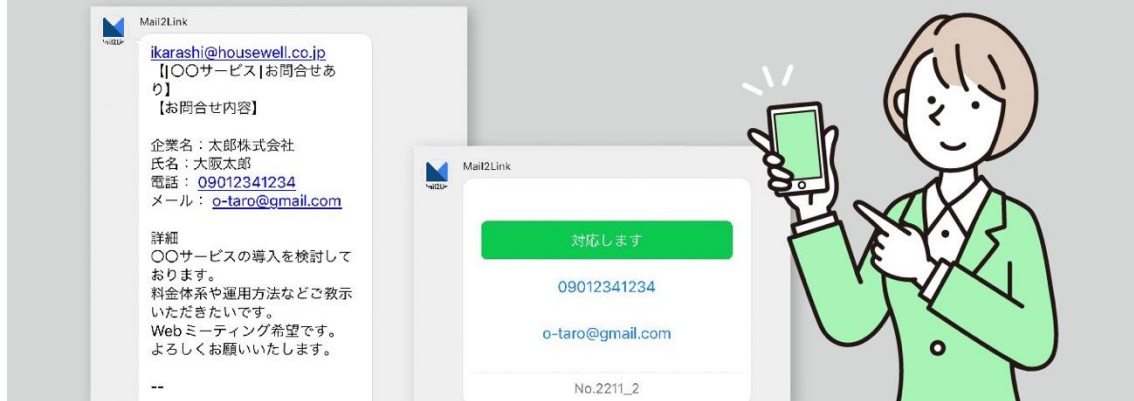 Mail2Link
ikarashi@housewell.co.jp
【|〇〇サービス|お問合せあ
り】
【お問合せ内容】
企業名：太郎株式会社
氏名：大阪太郎
電話： 09012341234
メール： o-taro@gmail.com
詳細
〇〇サービスの導入を検討して
おります。
料金体系や運用方法などご教示
いただきたいです。
Webミーティング希望です。
よろしくお願いいたします。
--
Mail2Link
対応します
09012341234
o-taro@gmail.com
No.2211_2